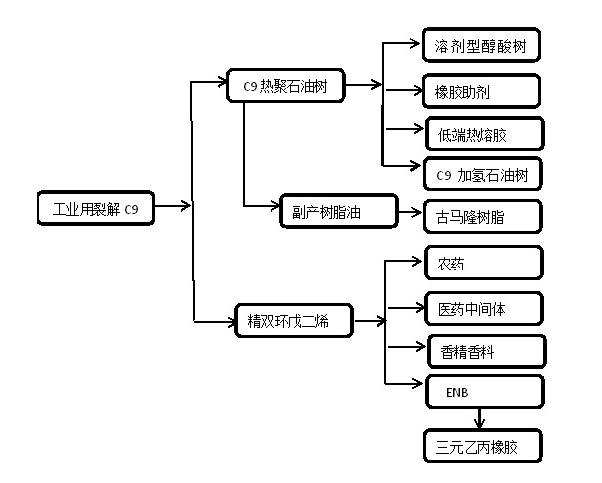 溶剂型醇酸树
C9热聚石油树
橡胶助剂
低端热熔胶
C9 加氢石油树
工业用裂解 C9
副产树脂油
古马隆树脂
农药
医药中间体
精双环戊二烯
香精香料
ENB
三元乙丙橡胶